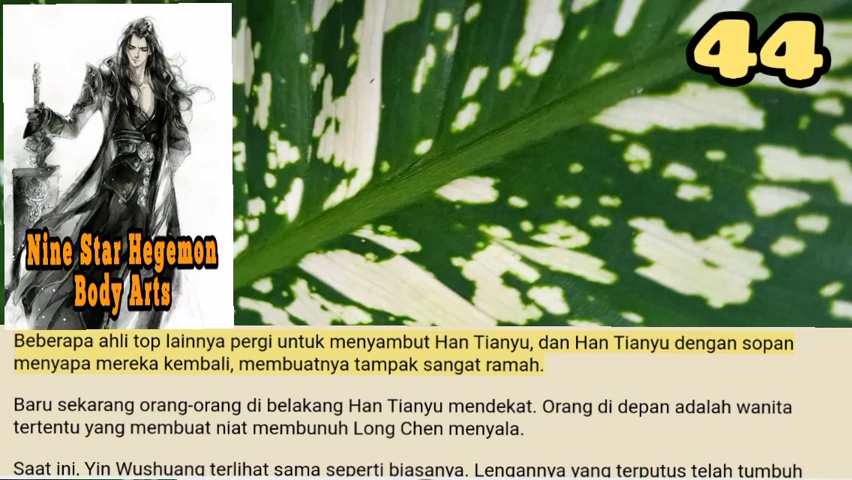 44
Nine Star Hegemon
Body Arts
Beberapa ahli top lainnya pergi untuk menyambut Han Tianyu, dan Han Tianyu dengan sopan
menyapa mereka kembali, membuatnya tampak sangat ramah.
Baru sekarang orang-orang di belakang Han Tianyu mendekat. Orang di depan adalah wanita
tertentu yang membuat niat membunuh Long Chen menyala.
Saat ini, Yin Wushuang terlihat sama seperti biasanya. Lengannya yang terputus telah tumbuh